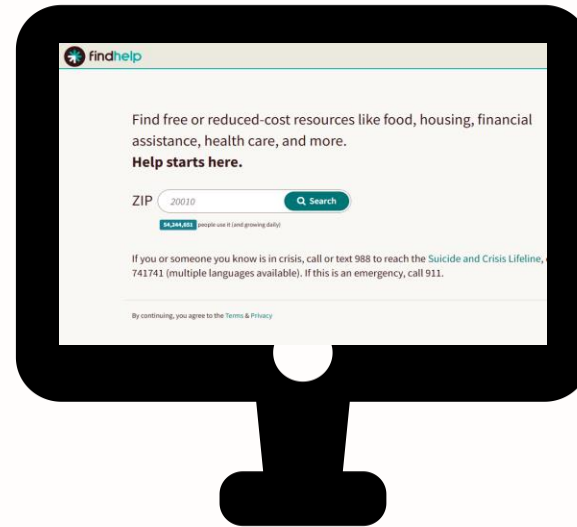 findhelp
Find free or reduced-cost resources like food, housing, financial
assistance, health care, and more.
Help starts here.
ZIP 20010 Search
54,244,651 people use it (and growing daily)
If you or someone you know is in crisis, call or text 988 to reach the Suicide and Crisis Lifeline,
741741 (multiple languages available). If this is an emergency, call 911.
By continuing, you agree to the Terms & Privacy